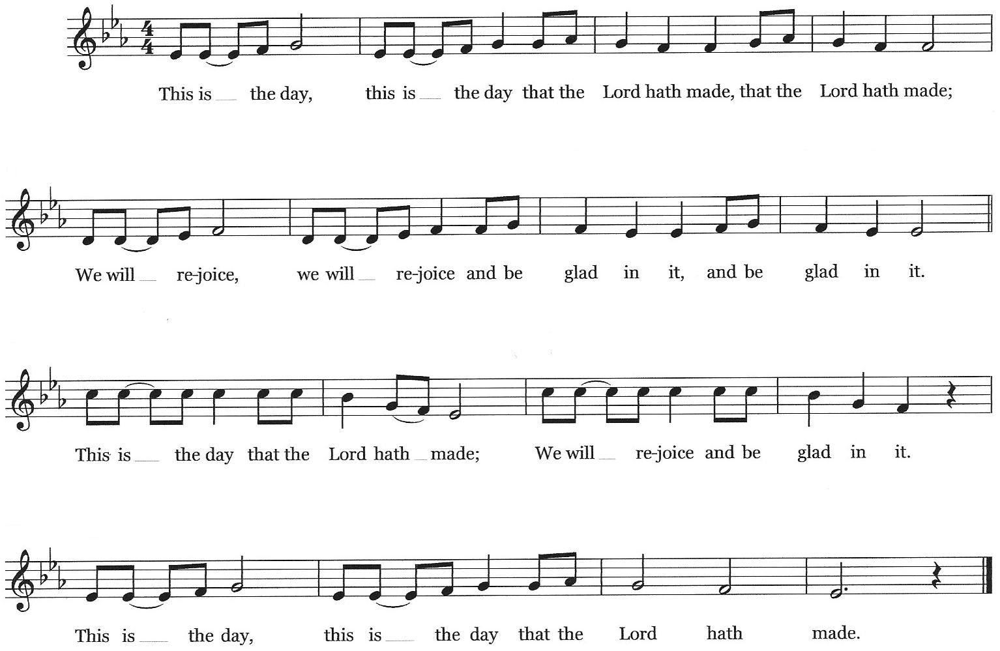 4
4
This is __ the day, this is __ the day that the Lord hath made, that the Lord hath made;
We will __ re-joice, we will __ re-joice and be glad in it, and be glad in it.
This is __ the day that the Lord hath __ made; We will __ re-joice and be glad in it.
This is __ the day, this is __ the day that the Lord hath made.